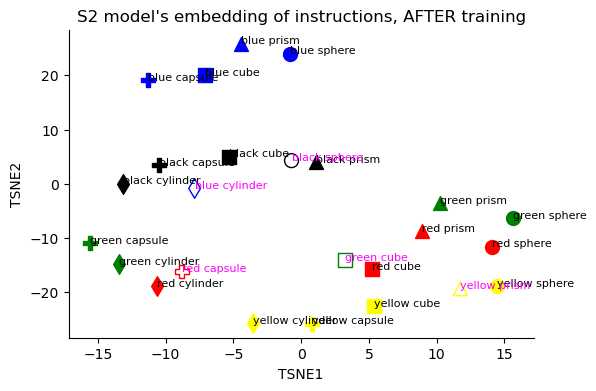 S2 model's embedding of instructions, AFTER training
blue prism
blue sphere
blue cube
blue capsule
black cube
black sphere
black prism
black capsule
black cylinder
blue cylinder
green prism
green sphere
red prism
red sphere
green capsule
green cylinder
green cube
red cube
red capsule
red cylinder
yellow prism
yellow sphere
yellow cube
yellow cylinder
yellow capsule
TSNE2
20
10
0
−10
−20
−15
−10
−5
0
5
10
15
TSNE1